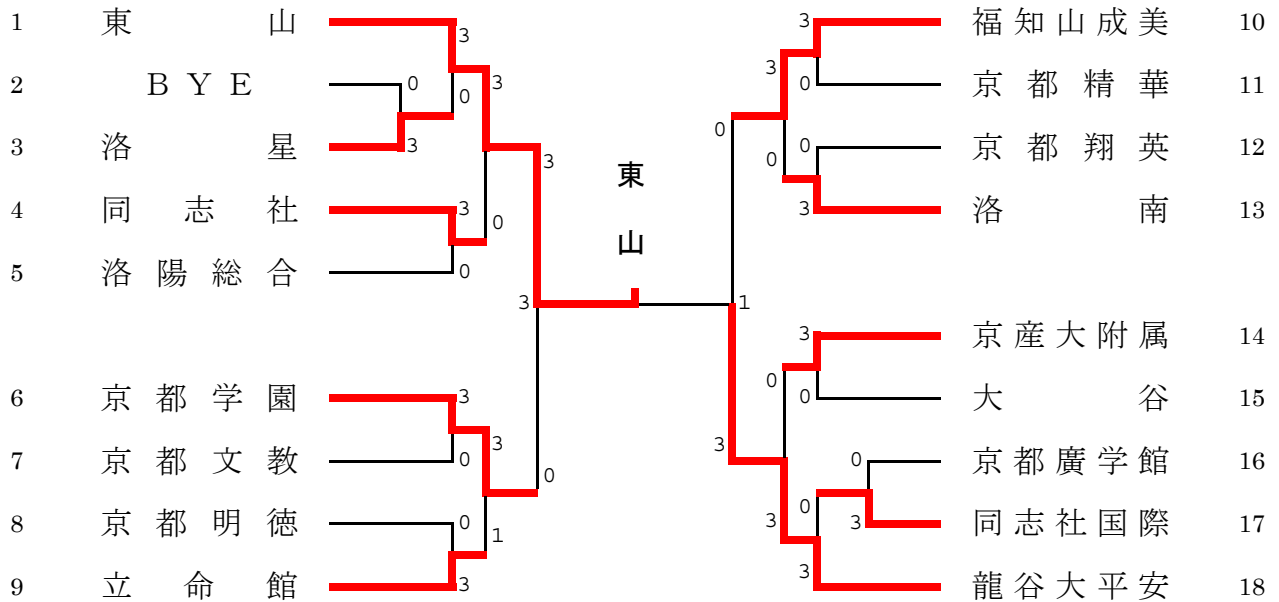 1 東山 3 3 福知山成美 10
3 3 3
2 BYE 0 0 0 京都精華 11
0
3 洛星 3 3 0 0 京都翔英 12
東
4 同志社 3 0 3 洛南 13
山
5 洛陽総合 0
3 1
3 京産大附属 14
0
6 京都学園 3 0 大谷 15
3 3
7 京都文教 0 0 0 京都廣学館 16
0
8 京都明徳 0 1 3 3 同志社国際 17
9 立命館 3 3 龍谷大平安 18